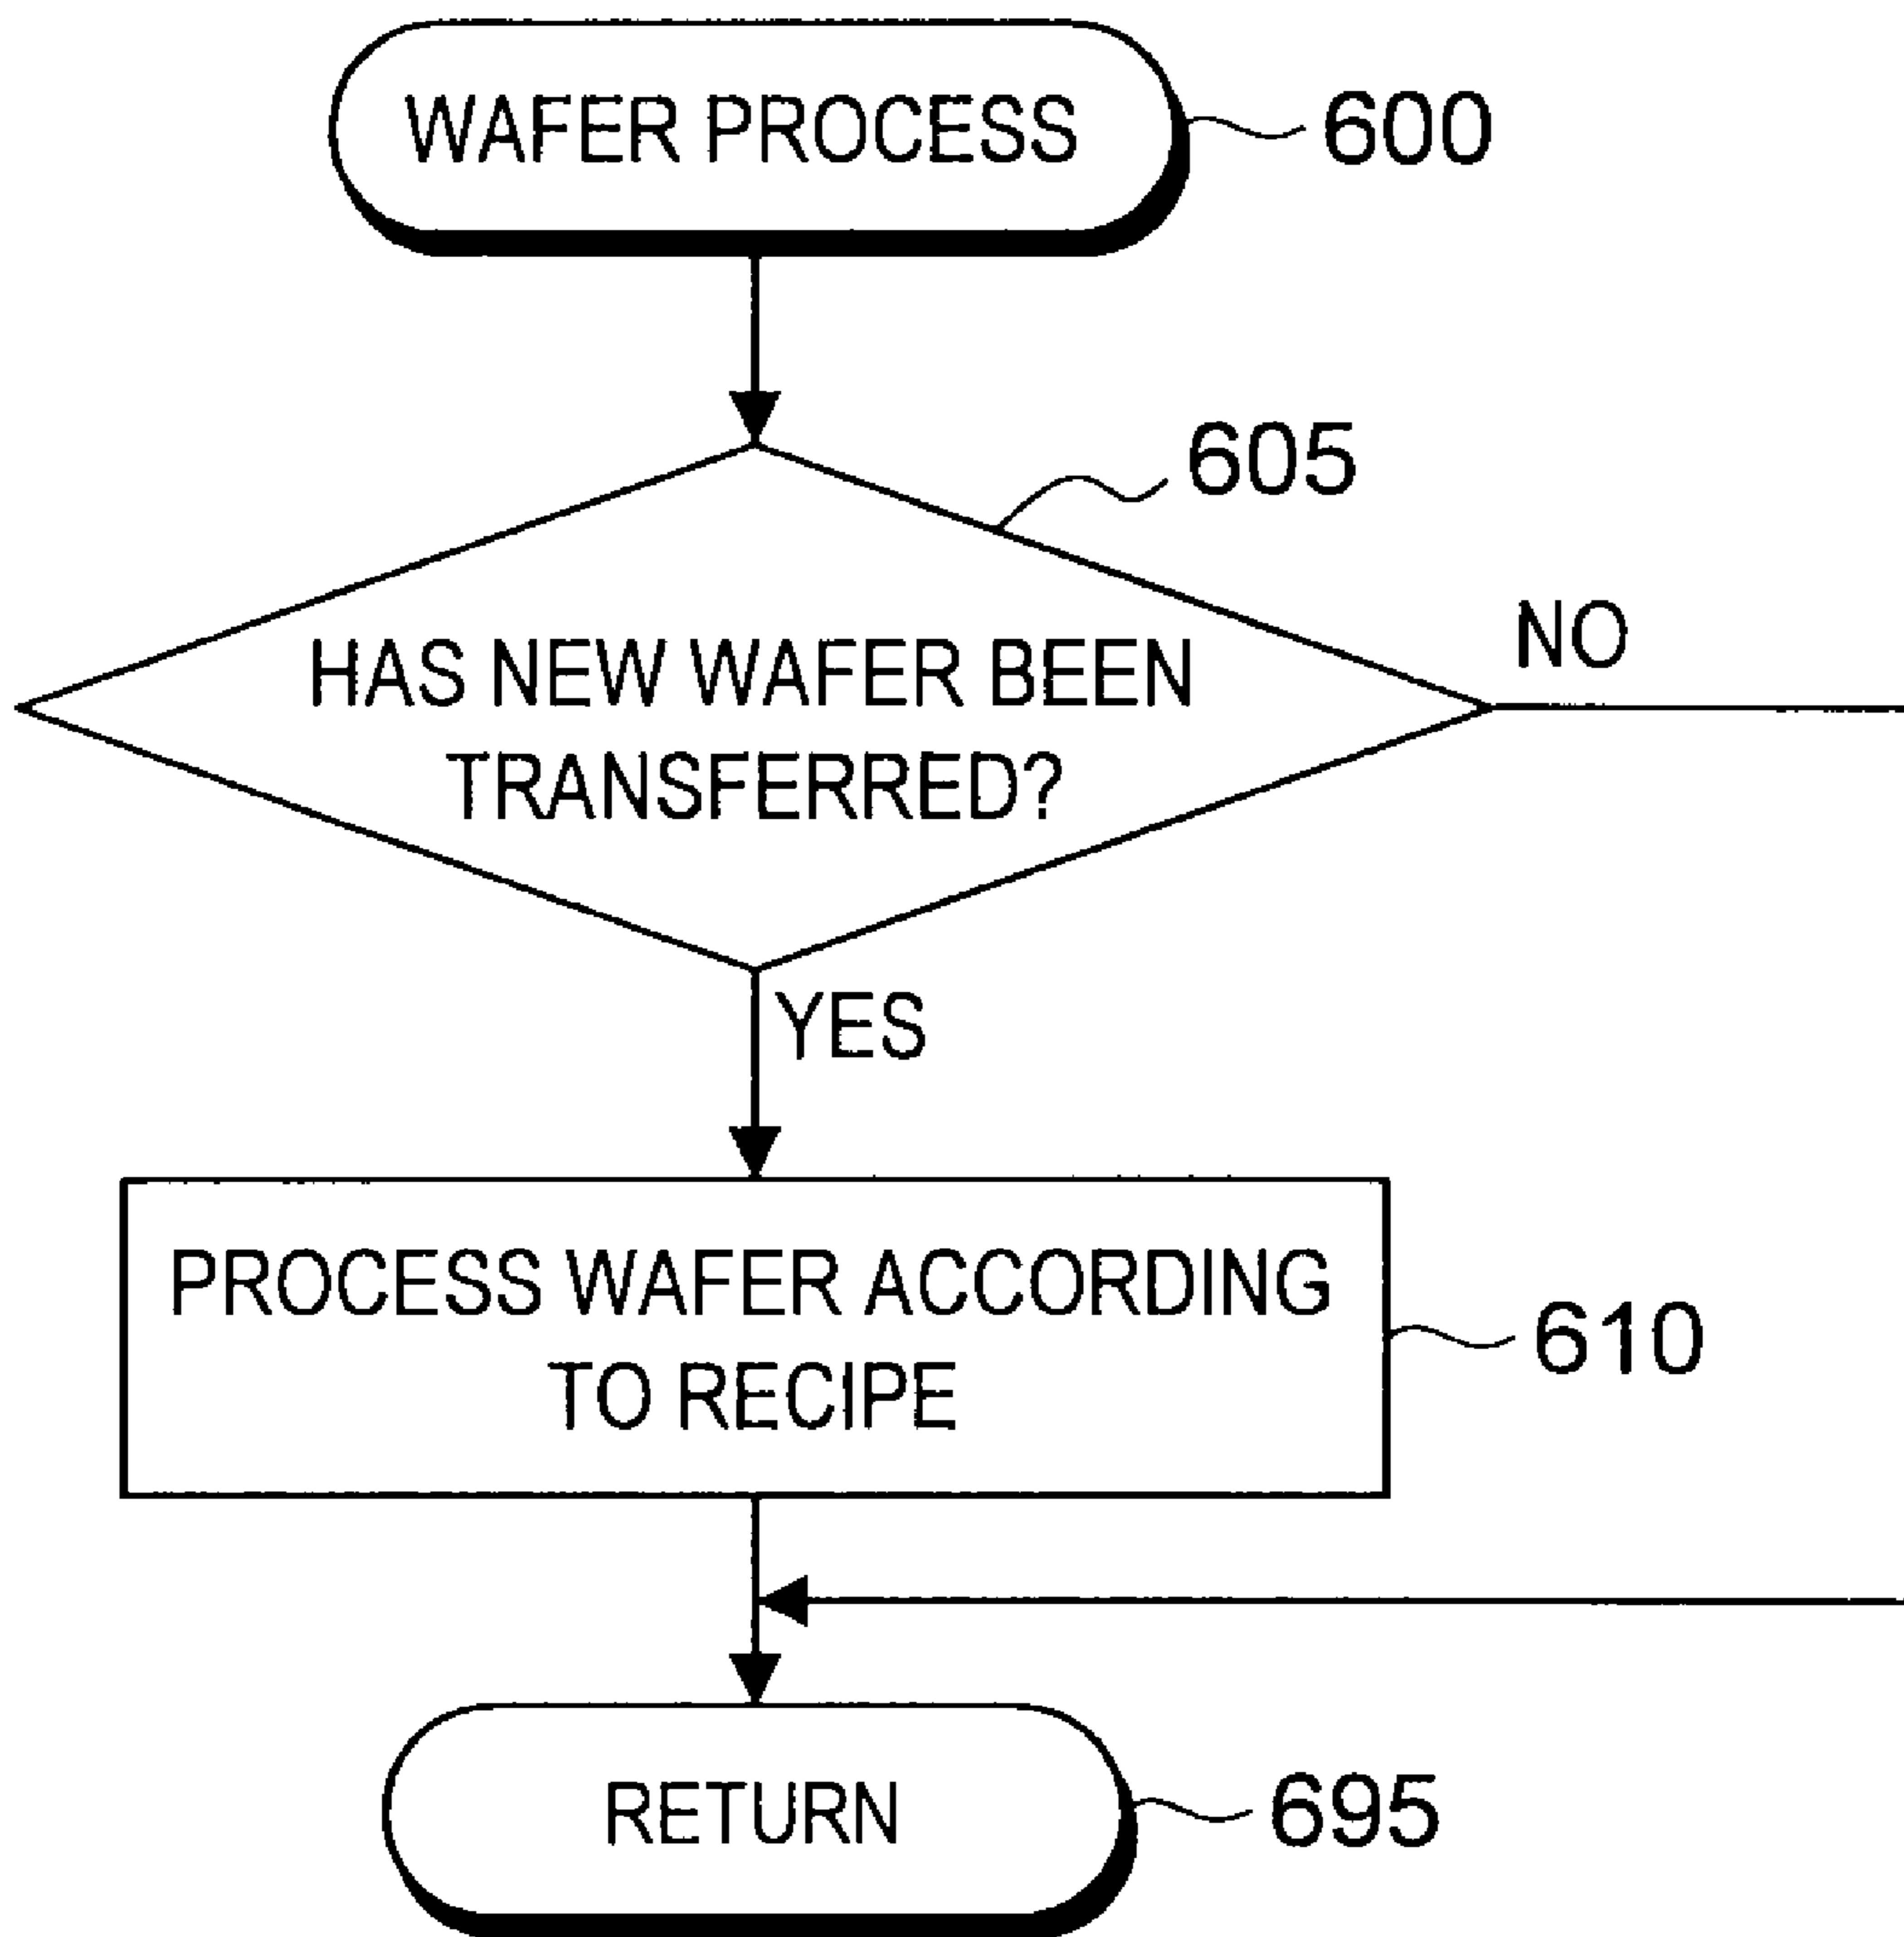 WAFER PROCESS
600
605
HAS NEW WAFER BEEN
TRANSFERRED?
NO
YES
PROCESS WAFER ACCORDING
TO RECIPE
610
RETURN
695